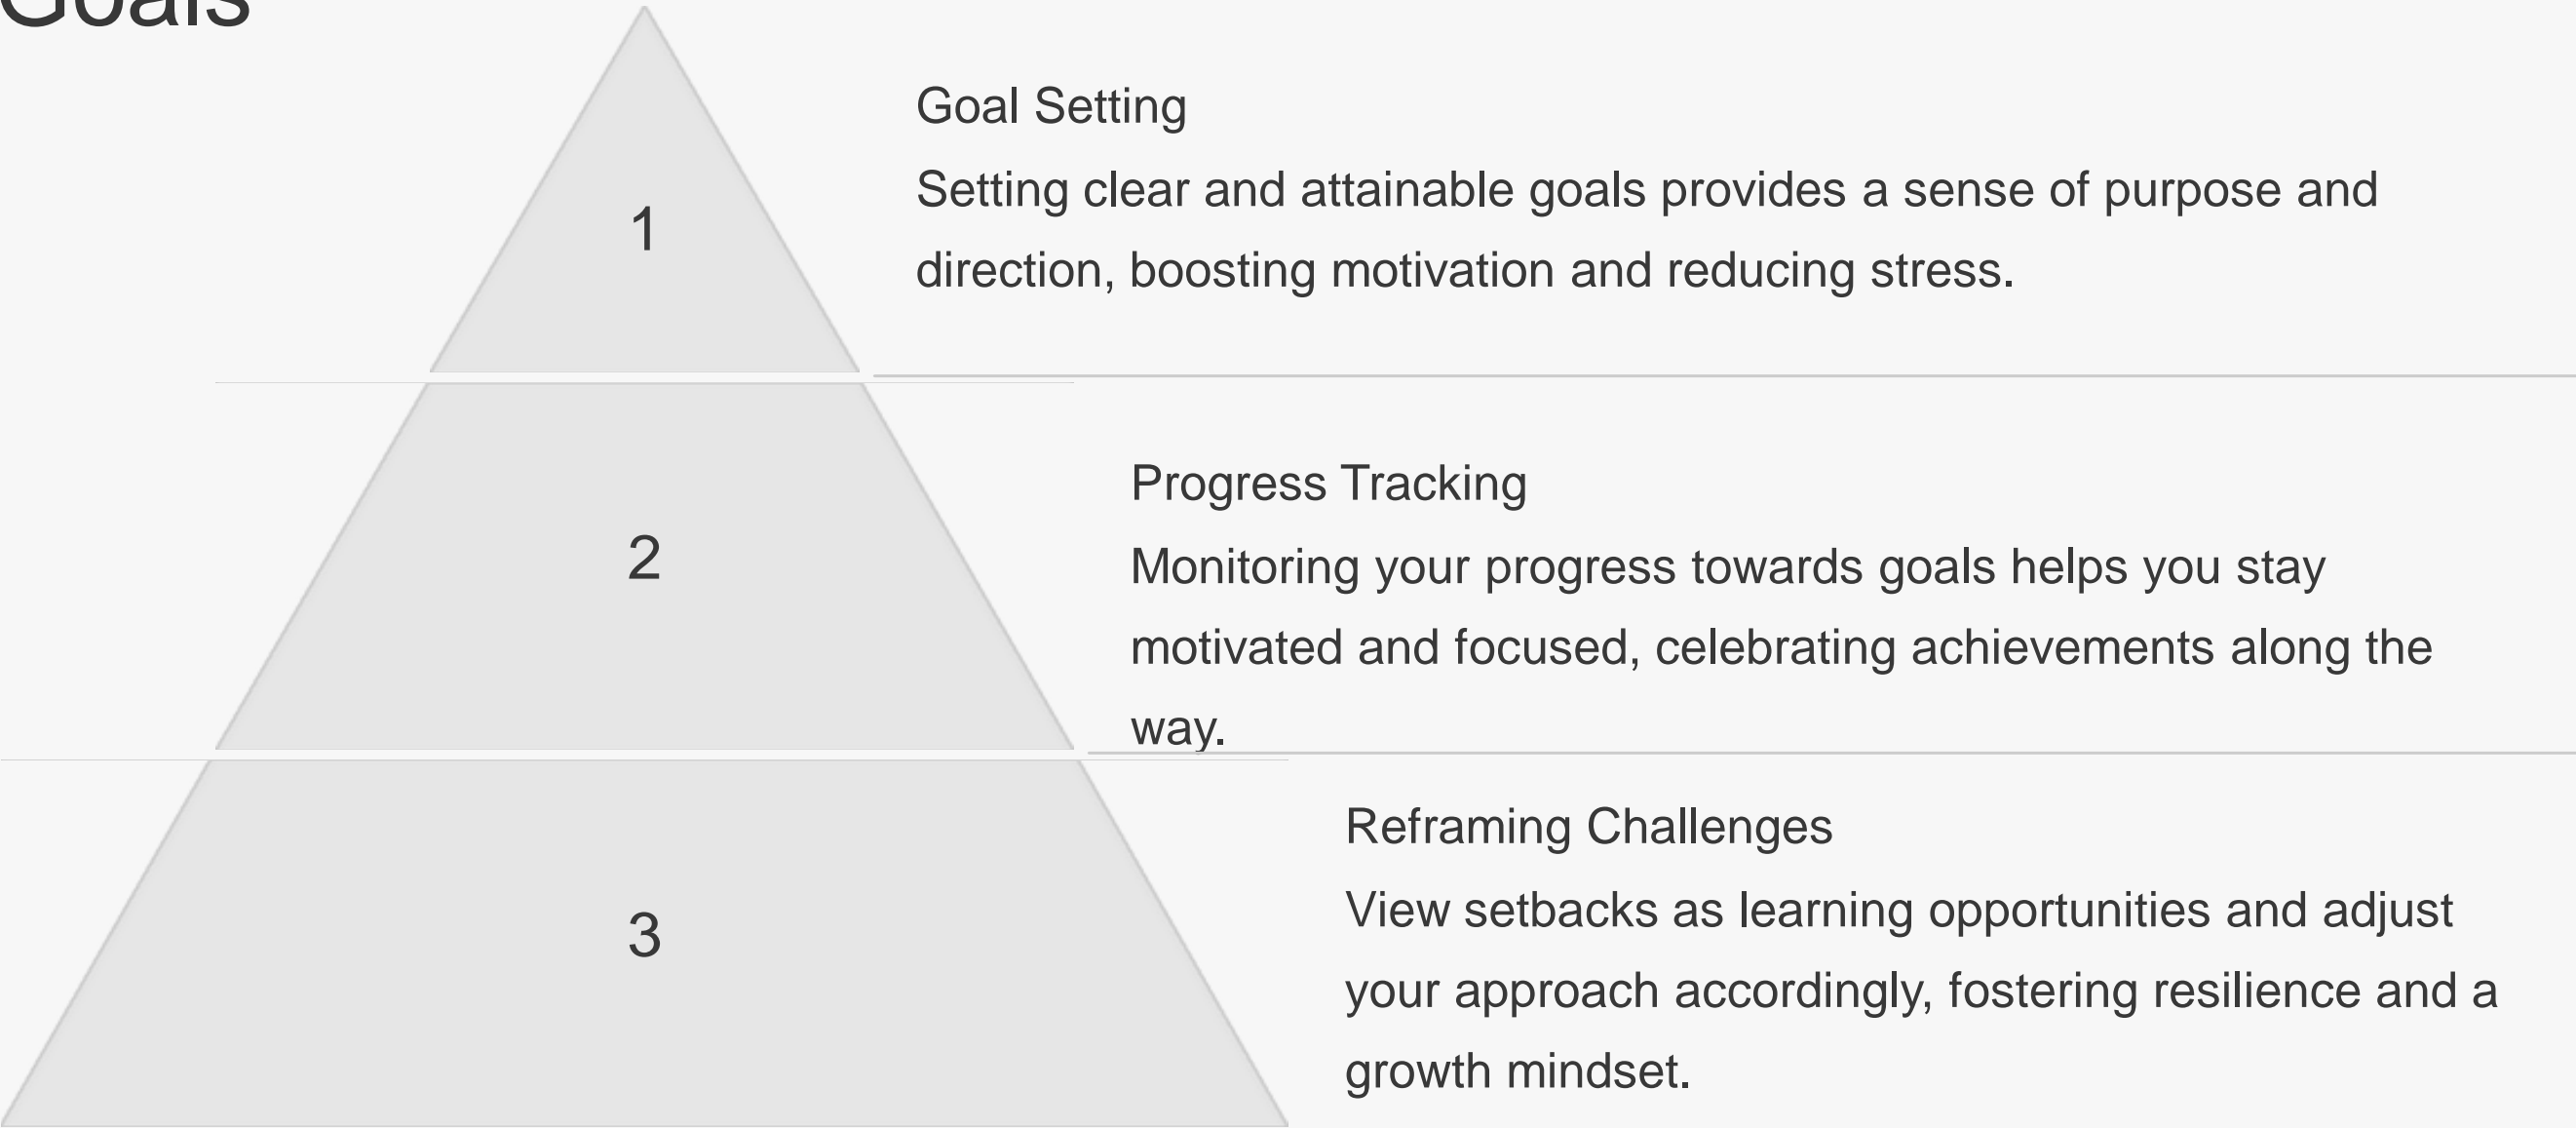 Goals
1
Goal Setting
Setting clear and attainable goals provides a sense of purpose and
direction, boosting motivation and reducing stress.
2
Progress Tracking
Monitoring your progress towards goals helps you stay
motivated and focused, celebrating achievements along the
way.
3
Reframing Challenges
View setbacks as learning opportunities and adjust
your approach accordingly, fostering resilience and a
growth mindset.